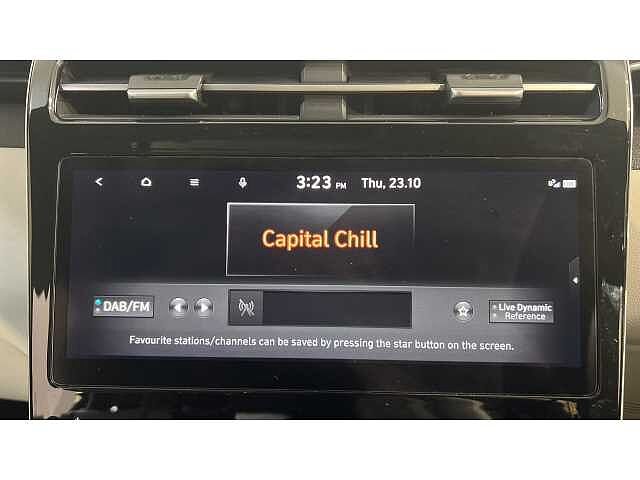 3:23 PM Thu, 23.10
Capital Chill
DAB/FM
Live Dynamic
Reference
Favourite stations/channels can be saved by pressing the star button on the screen.